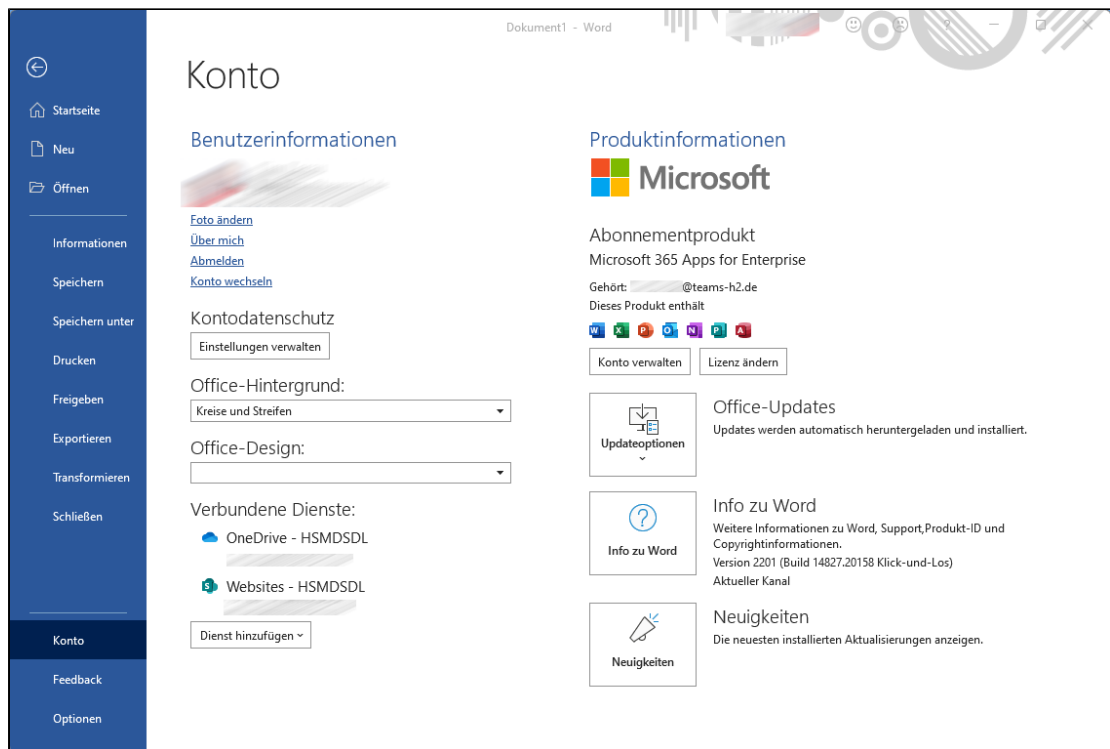 Dokument1 - Word
Konto
Startseite
Neu
Öffnen
Informationen
Speichern
Speichern unter
Drucken
Freigeben
Exportieren
Transformieren
Schließen
Konto
Feedback
Optionen
Benutzerinformationen
Foto ändern
Über mich
Abmelden
Konto wechseln
Kontodatenschutz
Einstellungen verwalten
Office-Hintergrund:
Kreise und Streifen
Office-Design:
Verbundene Dienste:
OneDrive - HSMDSDL
Websites - HSMDSDL
Dienst hinzufügen
Produktinformationen
Microsoft
Abonnementprodukt
Microsoft 365 Apps for Enterprise
Gehört: @teams-h2.de
Dieses Produkt enthält
Konto verwalten
Lizenz ändern
Updateoptionen
Office-Updates
Updates werden automatisch heruntergeladen und installiert.
Info zu Word
Info zu Word
Weitere Informationen zu Word, Support,Produkt-ID und
Copyrightinformationen.
Version 2201 (Build 14827.20158 Klick-und-Los)
Aktueller Kanal
Neuigkeiten
Neuigkeiten
Die neuesten installierten Aktualisierungen anzeigen.